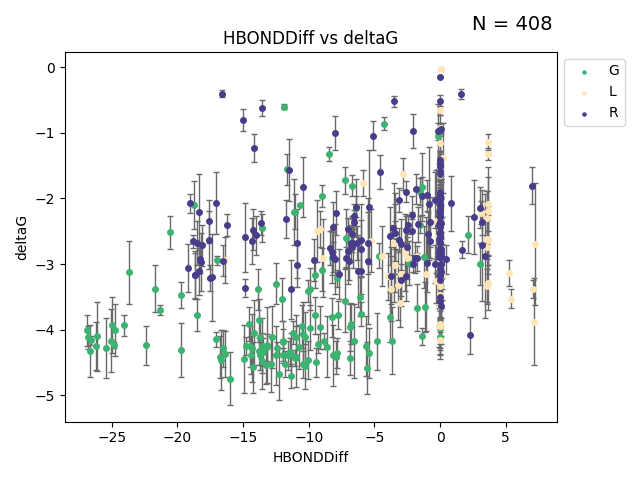 N = 408
HBONDDiff vs deltaG
G
L
R
deltaG
0
−1
−2
−3
−4
−5
−25
−20
−15
−10
−5
0
5
HBONDDiff